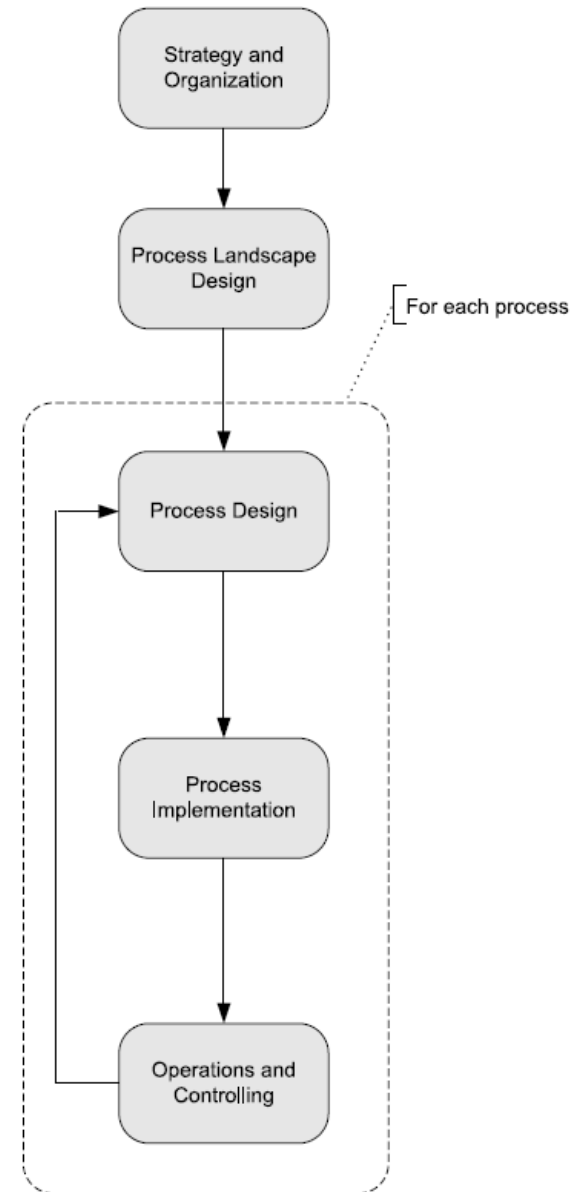 Strategy and
Organization
Process Landscape
Design
For each process
Process Design
Process
Implementation
Operations and
Controlling